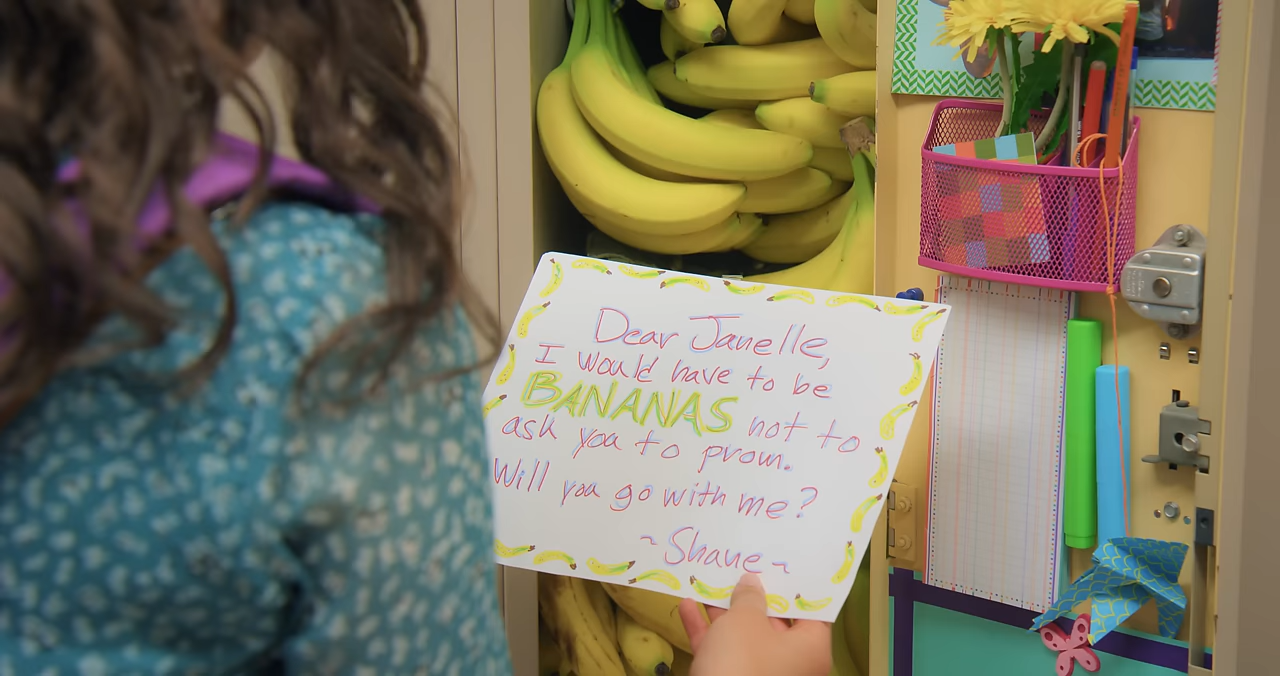 Dear Janelle,
I would have to be
BANANAS not to
ask you to prom.
Will you go with me?
~Shane~